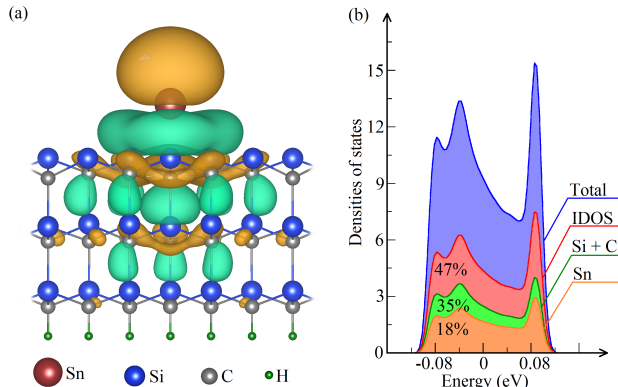 (a)
Sn
Si
C
H
(b)
Densities of states
15
12
9
6
3
0
47%
35%
18%
Total
IDOS
Si + C
Sn
-0.08
0
0.08
Energy (eV)